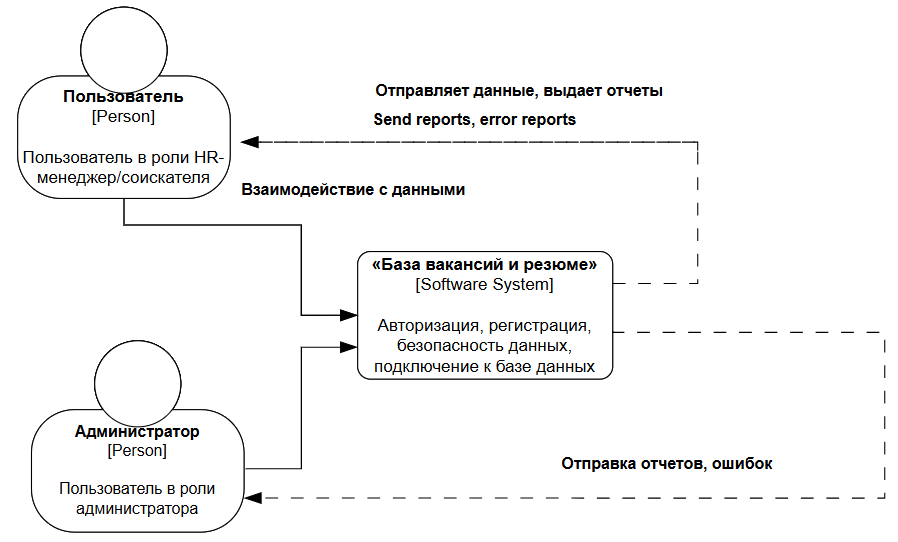 Пользователь
[Person]
Пользователь в роли HR-
менеджер/соискателя
Отправляет данные, выдает отчеты
Send reports, error reports
Взаимодействие с данными
«База вакансий и резюме»
[Software System]
Авторизация, регистрация,
безопасность данных,
подключение к базе данных
Администратор
[Person]
Пользователь в роли
администратора
Отправка отчетов, ошибок